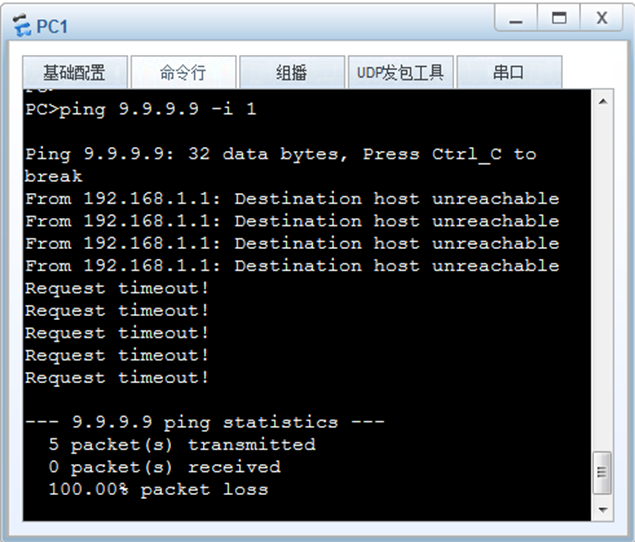 PC1
基础配置 命令行 组播 UDP发包工具 串口
PC>ping 9.9.9.9 -i 1
Ping 9.9.9.9: 32 data bytes, Press Ctrl_C to
break
From 192.168.1.1: Destination host unreachable
From 192.168.1.1: Destination host unreachable
From 192.168.1.1: Destination host unreachable
From 192.168.1.1: Destination host unreachable
Request timeout!
Request timeout!
Request timeout!
Request timeout!
Request timeout!
--- 9.9.9.9 ping statistics ---
5 packet(s) transmitted
0 packet(s) received
100.00% packet loss